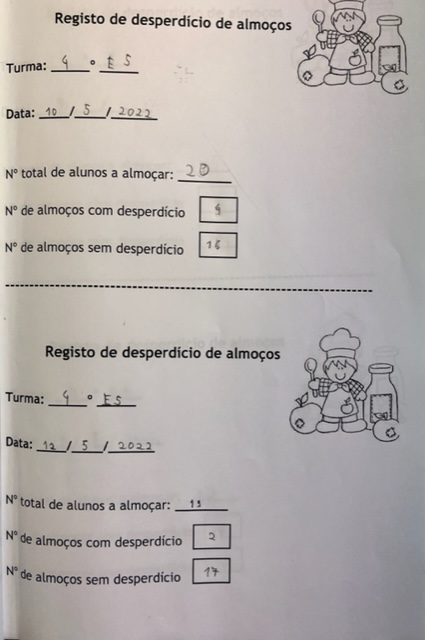 Registo de desperdício de almoços
Turma: 4 º E5
Data: 10 / 5 / 2022
Nº total de alunos a almoçar: 20
Nº de almoços com desperdício 4
Nº de almoços sem desperdício 16
Registo de desperdício de almoços
Turma: 4 º E5
Data: 12 / 5 / 2022
Nº total de alunos a almoçar: 19
Nº de almoços com desperdício 2
Nº de almoços sem desperdício 17